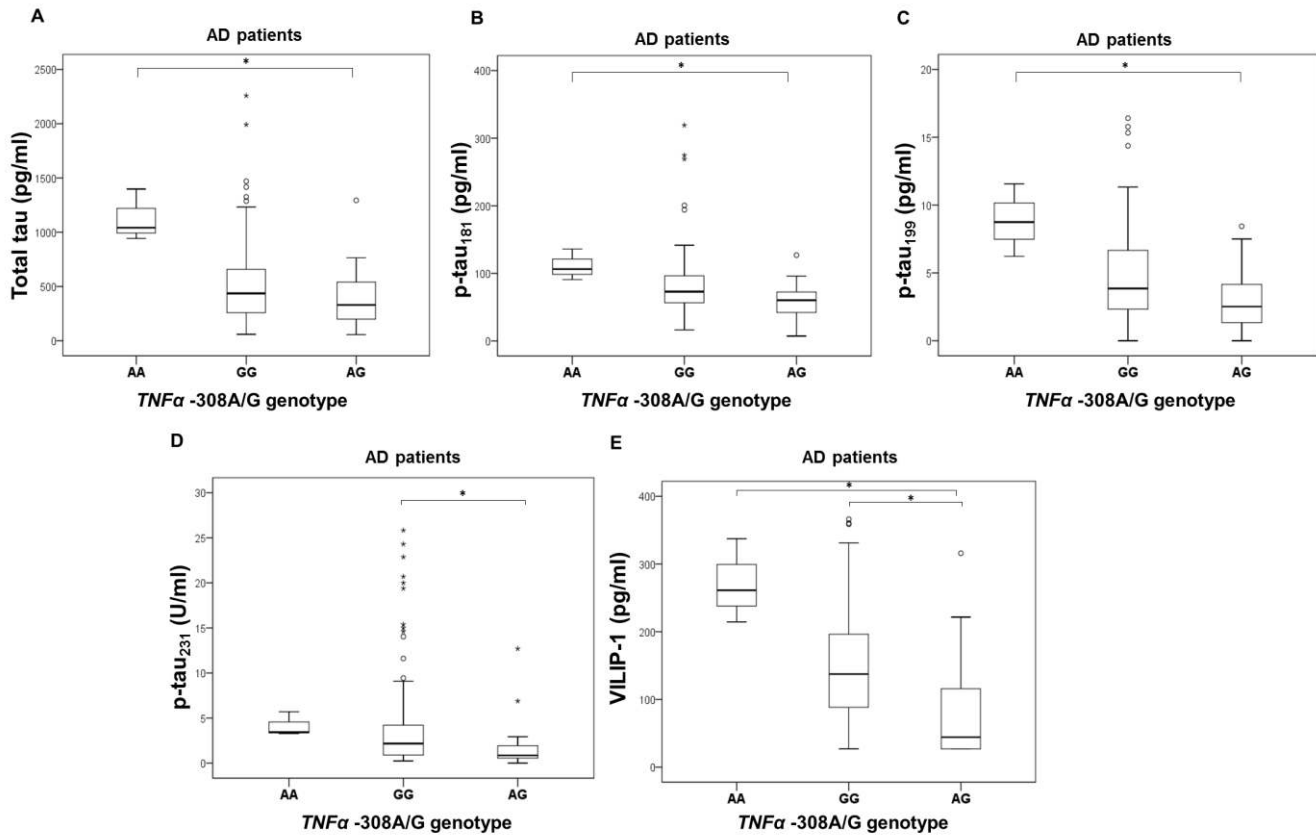 A
AD patients
*
Total tau (pg/ml)
2500
2000
1500
1000
500
0
*
*
AA GG AG
TNFα -308A/G genotype
B
AD patients
*
p-tau181 (pg/ml)
400
300
200
100
0
*
*
*
AA GG AG
TNFα -308A/G genotype
C
AD patients
*
p-tau199 (pg/ml)
20
15
10
5
0
AA GG AG
TNFα -308A/G genotype
D
AD patients
*
p-tau231 (U/ml)
30
25
20
15
10
5
0
AA GG AG
TNFα -308A/G genotype
E
AD patients
*
*
VILIP-1 (pg/ml)
400
300
200
100
0
AA GG AG
TNFα -308A/G genotype